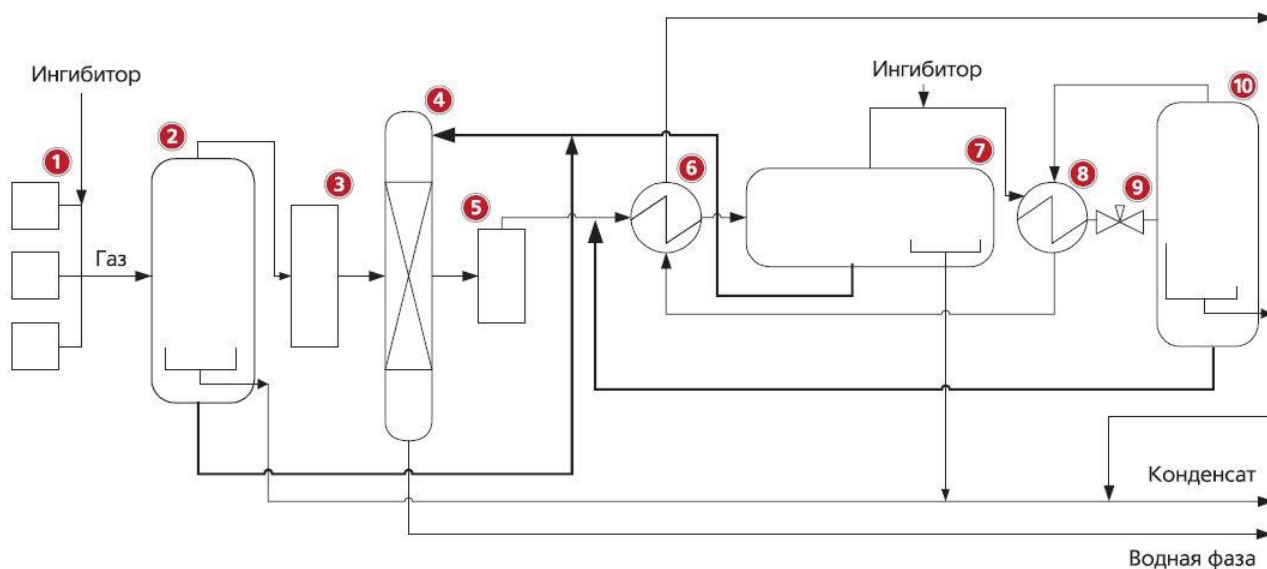 Ингибитор
1
2
3
4
5
6
7
8
9
10
Газ
Ингибитор
Конденсат
Водная фаза